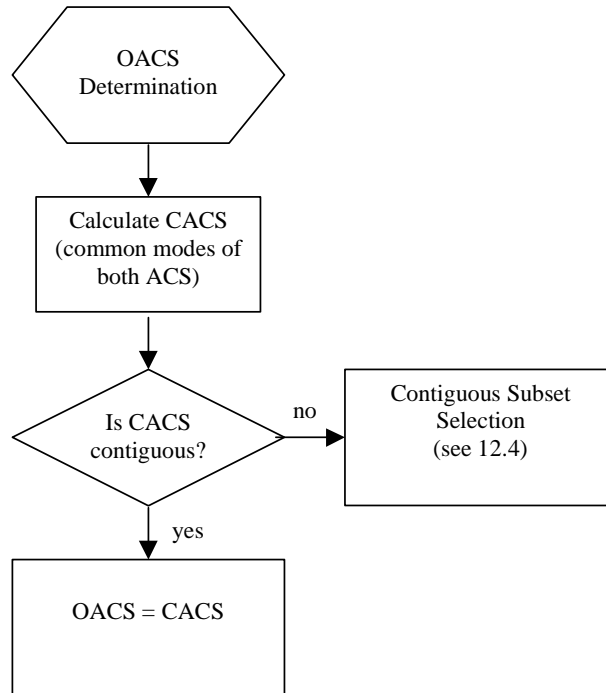 OACS
Determination
Calculate CACS
(common modes of
both ACS)
Is CACS
contiguous?
no
Contiguous Subset
Selection
(see 12.4)
yes
OACS = CACS